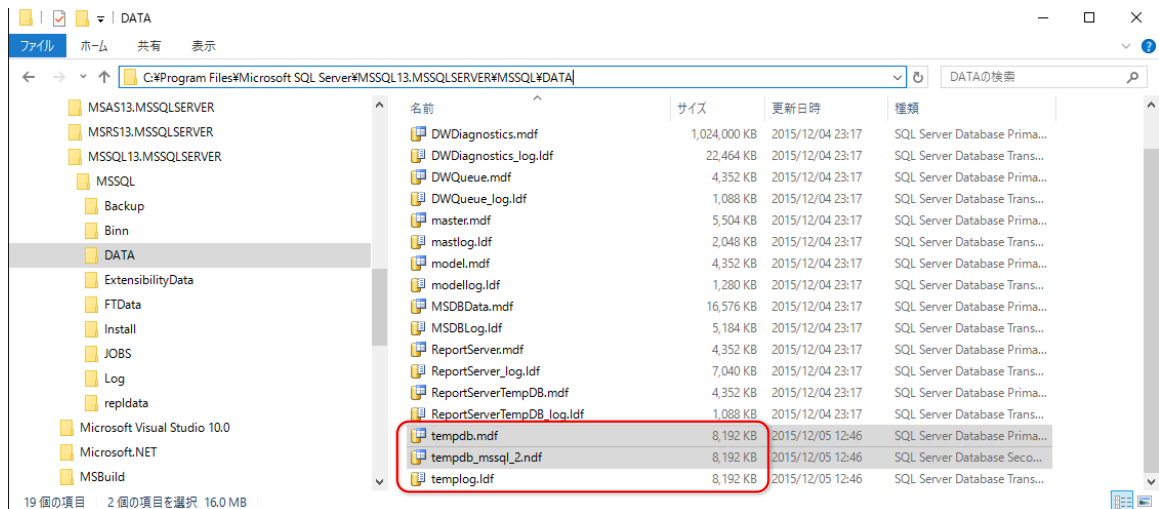 DATA
ファイル ホーム 共有 表示
C:¥Program Files¥Microsoft SQL Server¥MSSQL13.MSSQLSERVER¥MSSQL¥DATA DATAの検索
MSAS13.MSSQLSERVER
MSRS13.MSSQLSERVER
MSSQL13.MSSQLSERVER
MSSQL
Backup
Binn
DATA
ExtensibilityData
FTData
Install
JOBS
Log
repldata
Microsoft Visual Studio 10.0
Microsoft.NET
MSBuild
名前 サイズ 更新日時 種類
DWDiagnostics.mdf 1,024,000 KB 2015/12/04 23:17 SQL Server Database Prima...
DWDiagnostics_log.ldf 22,464 KB 2015/12/04 23:17 SQL Server Database Trans...
DWQueue.mdf 4,352 KB 2015/12/04 23:17 SQL Server Database Prima...
DWQueue_log.ldf 1,088 KB 2015/12/04 23:17 SQL Server Database Trans...
master.mdf 5,504 KB 2015/12/04 23:17 SQL Server Database Prima...
mastlog.ldf 2,048 KB 2015/12/04 23:17 SQL Server Database Trans...
model.mdf 4,352 KB 2015/12/04 23:17 SQL Server Database Prima...
modellog.ldf 1,280 KB 2015/12/04 23:17 SQL Server Database Trans...
MSDBData.mdf 16,576 KB 2015/12/04 23:17 SQL Server Database Prima...
MSDBLog.ldf 5,184 KB 2015/12/04 23:17 SQL Server Database Trans...
ReportServer.mdf 4,352 KB 2015/12/04 23:17 SQL Server Database Prima...
ReportServer_log.ldf 7,040 KB 2015/12/04 23:17 SQL Server Database Trans...
ReportServerTempDB.mdf 4,352 KB 2015/12/04 23:17 SQL Server Database Prima...
ReportServerTempDB_log.ldf 1,088 KB 2015/12/04 23:17 SQL Server Database Trans...
tempdb.mdf 8,192 KB 2015/12/05 12:46 SQL Server Database Prima...
tempdb_mssql_2.ndf 8,192 KB 2015/12/05 12:46 SQL Server Database Seco...
templog.ldf 8,192 KB 2015/12/05 12:46 SQL Server Database Trans...
19 個の項目 2 個の項目を選択 16.0 MB